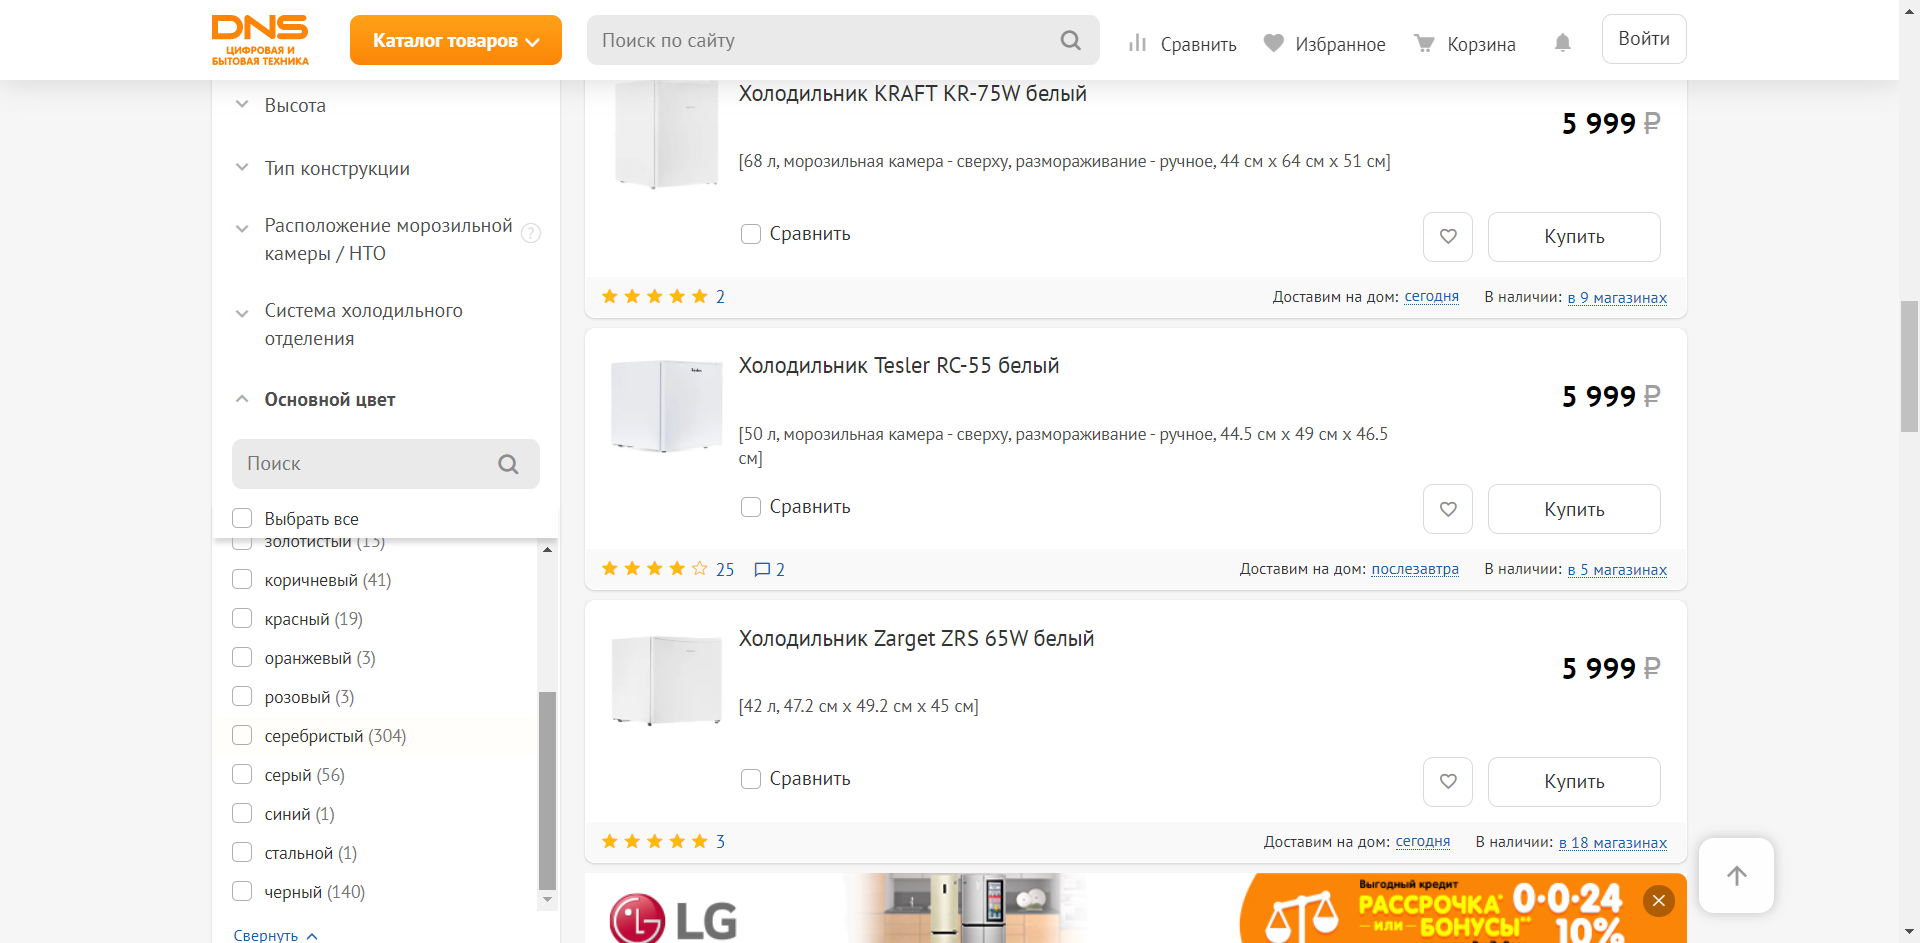 DNS
ЦИФРОВАЯ И
БЫТОВАЯ ТЕХНИКА
Каталог товаров
Поиск по сайту
Сравнить
Избранное
Корзина
Войти
Высота
Тип конструкции
Расположение морозильной
камеры / НТО
?
Система холодильного
отделения
Основной цвет
Поиск
Выбрать все
золотистый (13)
коричневый (41)
красный (19)
оранжевый (3)
розовый (3)
серебристый (304)
серый (56)
синий (1)
стальной (1)
черный (140)
Свернуть
Холодильник KRAFT KR-75W белый
5 999 ₽
[68 л, морозильная камера - сверху, размораживание - ручное, 44 см x 64 см x 51 см]
Сравнить
Купить
2
Доставим на дом: сегодня
В наличии: в 9 магазинах
Холодильник Tesler RC-55 белый
5 999 ₽
[50 л, морозильная камера - сверху, размораживание - ручное, 44.5 см x 49 см x 46.5
см]
Сравнить
Купить
25
2
Доставим на дом: послезавтра
В наличии: в 5 магазинах
Холодильник Zarget ZRS 65W белый
5 999 ₽
[42 л, 47.2 см x 49.2 см x 45 см]
Сравнить
Купить
3
Доставим на дом: сегодня
В наличии: в 18 магазинах
LG
Выгодный кредит
РАССРОЧКА*
или
БОНУСЫ**
0-0-24
10%